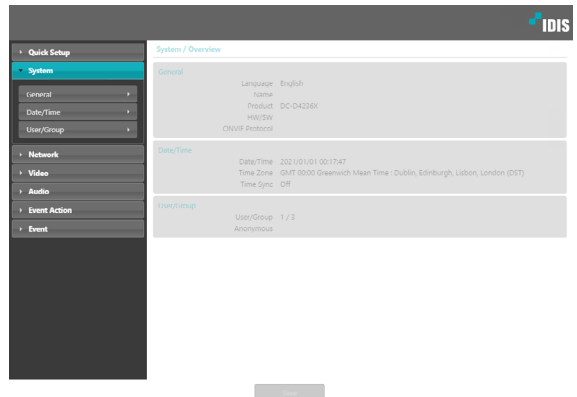 IDIS
Quick Setup
System
General
Date/Time
User/Group
Network
Video
Audio
Event Action
Event
System / Overview
General
Language English
Name
Product DC-D4236X
HW/SW
ONVIF Protocol
Date/Time
Date/Time 2021/01/01 00:17:47
Time Zone GMT 00:00 Greenwich Mean Time : Dublin, Edinburgh, Lisbon, London (DST)
Time Sync Off
User/Group
User/Group 1 / 3
Anonymous